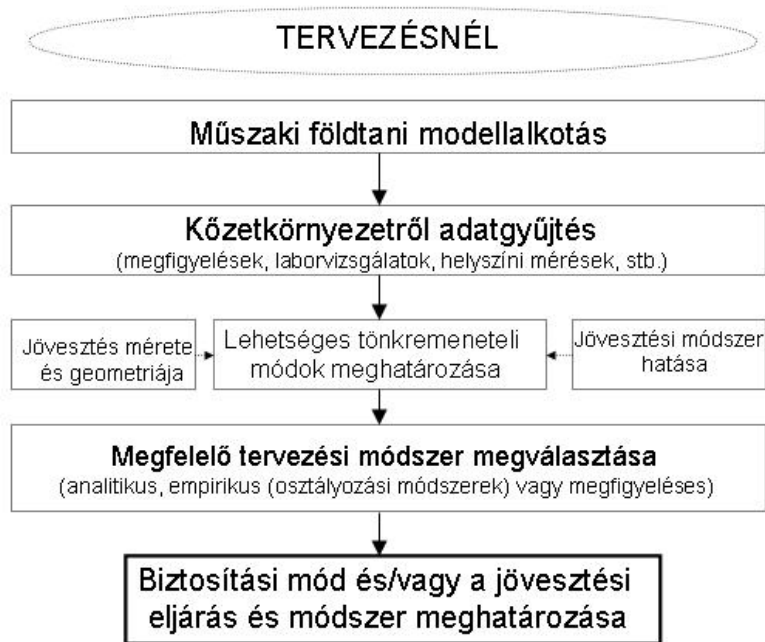 TERVEZÉSNÉL
Műszaki földtani modellalkotás
Kőzetkörnyezetről adatgyűjtés
(megfigyelések, laborvizsgálatok, helyszíni mérések, stb.)
Jövesztés mérete
és geometriája
Lehetséges tönkremeneteli
módok meghatározása
Jövesztési módszer
hatása
Megfelelő tervezési módszer megválasztása
(analitikus, empirikus (osztályozási módszerek) vagy megfigyeléses)
Biztosítási mód és/vagy a jövesztési
eljárás és módszer meghatározása